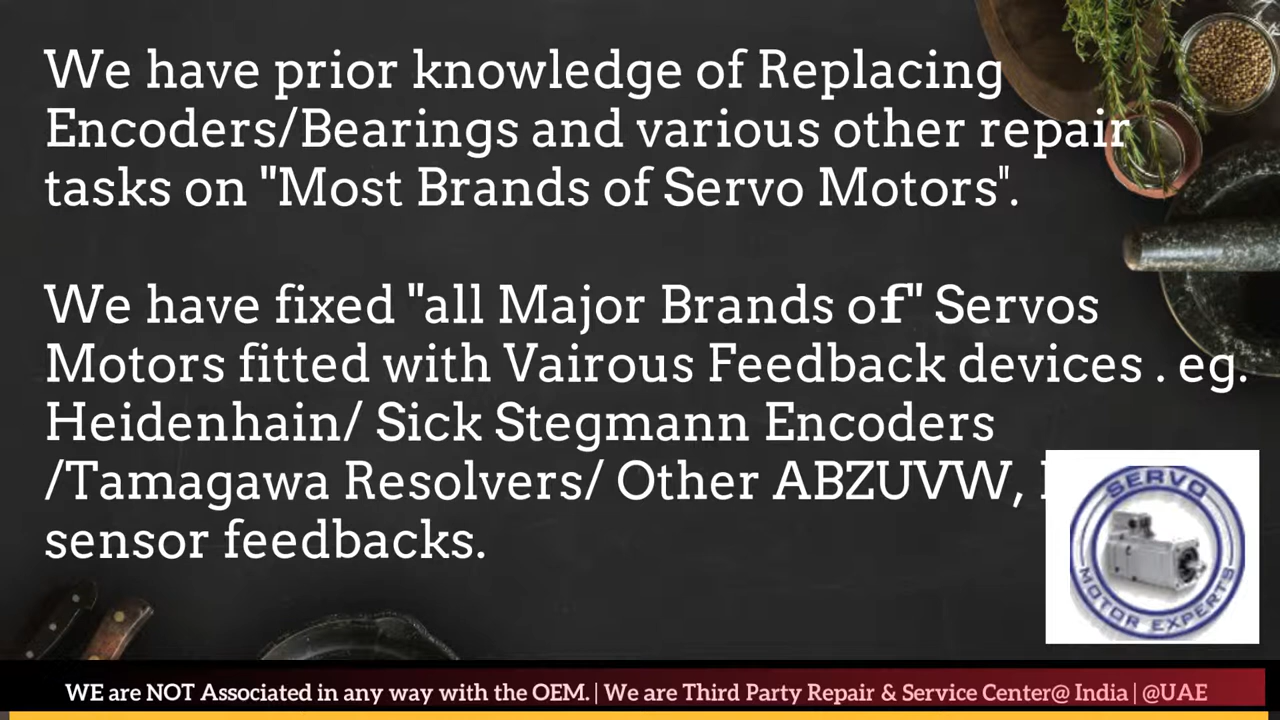 We have prior knowledge of Replacing
Encoders/Bearings and various other repair
tasks on "Most Brands of Servo Motors".
We have fixed "all Major Brands of" Servos
Motors fitted with Vairous Feedback devices . eg.
Heidenhain/ Sick Stegmann Encoders
/Tamagawa Resolvers/ Other ABZUVW,
sensor feedbacks.
SERVO
MOTOR EXPERTS
WE are NOT Associated in any way with the OEM. | We are Third Party Repair & Service Center@ India | @UAE